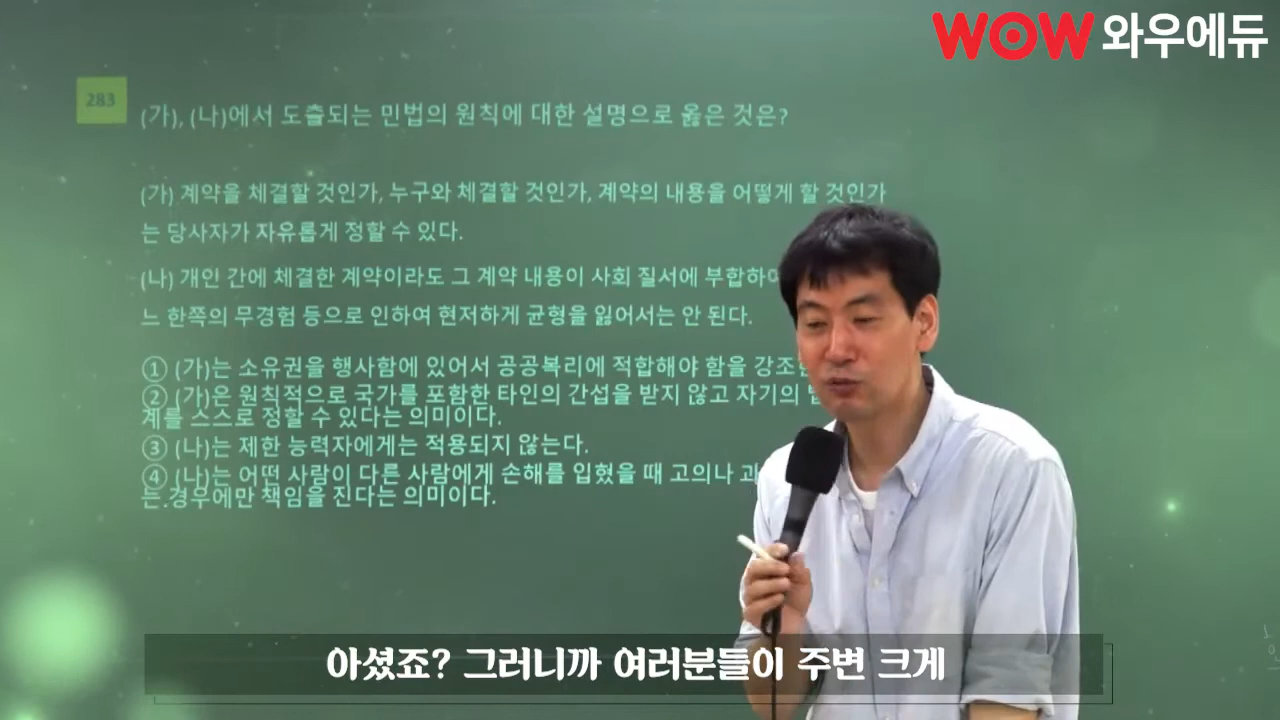 WOW 와우에듀
283
(가), (나)에서 도출되는 민법의 원칙에 대한 설명으로 옳은 것은?
(가) 계약을 체결할 것인가, 누구와 체결할 것인가, 계약의 내용을 어떻게 할 것인가
는 당사자가 자유롭게 정할 수 있다.
(나) 개인 간에 체결한 계약이라도 그 계약 내용이 사회 질서에
느 한쪽의 무경험 등으로 인하여 현저하게 균형을 잃어서는 안 된다.
① (가)는 소유권을 행사함에 있어서 공공복리에 적합해야 함을
② (가)은 원칙적으로 국가를 포함한 타인의 간섭을 받지 않고 자기의
계를 스스로 정할 수 있다는 의미이다.
③ (나)는 제한 능력자에게는 적용되지 않는다.
④ (나)는 어떤 사람이 다른 사람에게 손해를 입혔을 때 고의나
는.경우에만 책임을 진다는 의미이다.
아셨죠? 그러니까 여러분들이 주변 크게